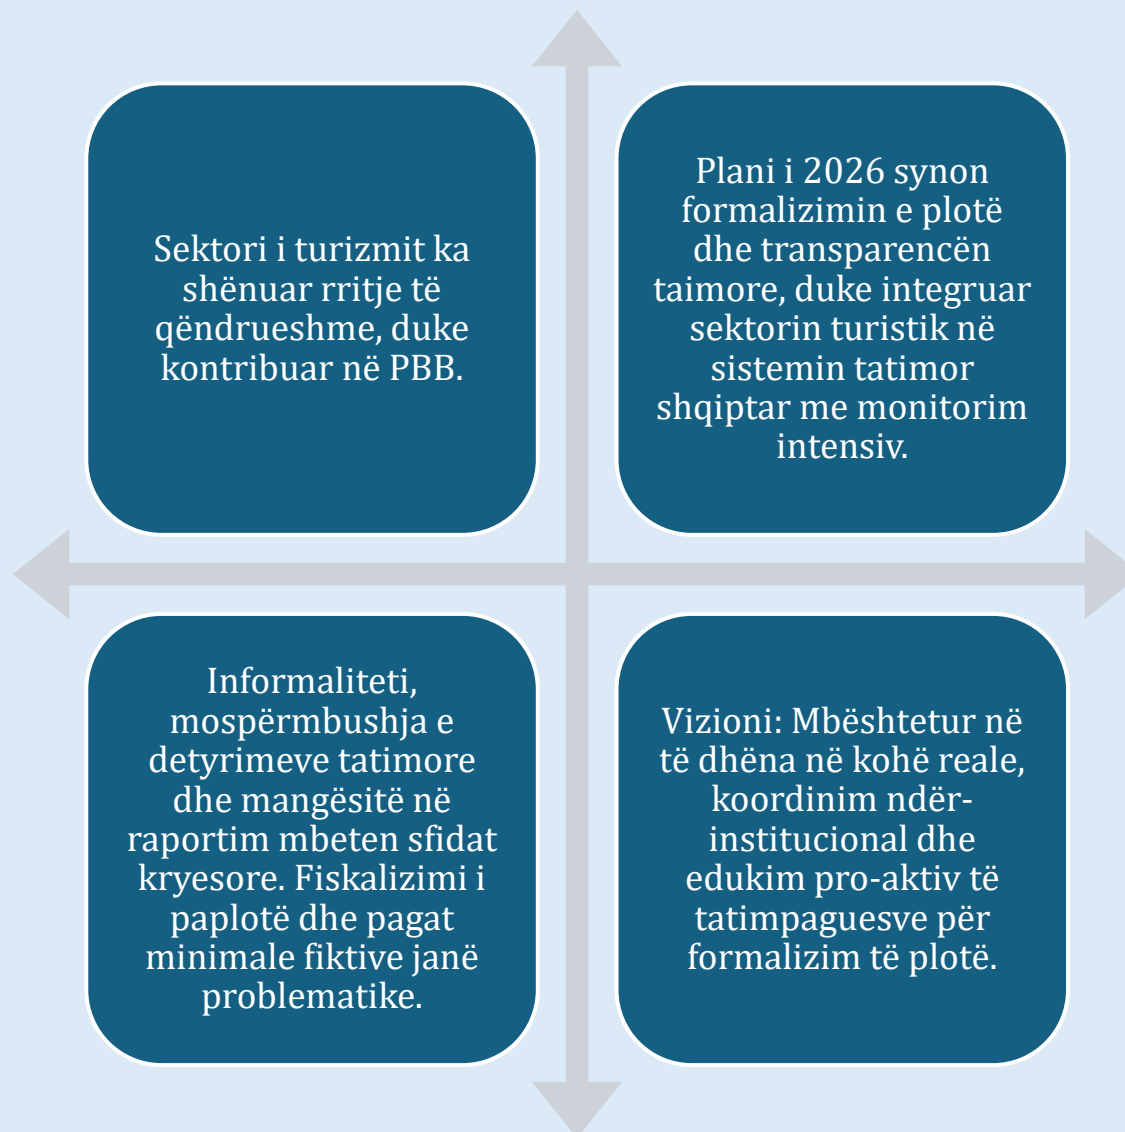 Sektori i turizmit ka
shënuar rritje të
qëndrueshme, duke
kontribuar në PBB.
Plani i 2026 synon
formalizimin e plotë
dhe transparencën
taimore, duke integruar
sektorin turistik në
sistemin tatimor
shqiptar me monitorim
intensiv.
Informaliteti,
mospërmbushja e
detyrimeve tatimore
dhe mangësitë në
raportim mbeten sfidat
kryesore. Fiskalizimi i
paplotë dhe pagat
minimale fiktive janë
problematike.
Vizioni: Mbështetur në
të dhëna në kohë reale,
koordinim ndër-
institucional dhe
edukim pro-aktiv të
tatimpaguesve për
formalizim të plotë.